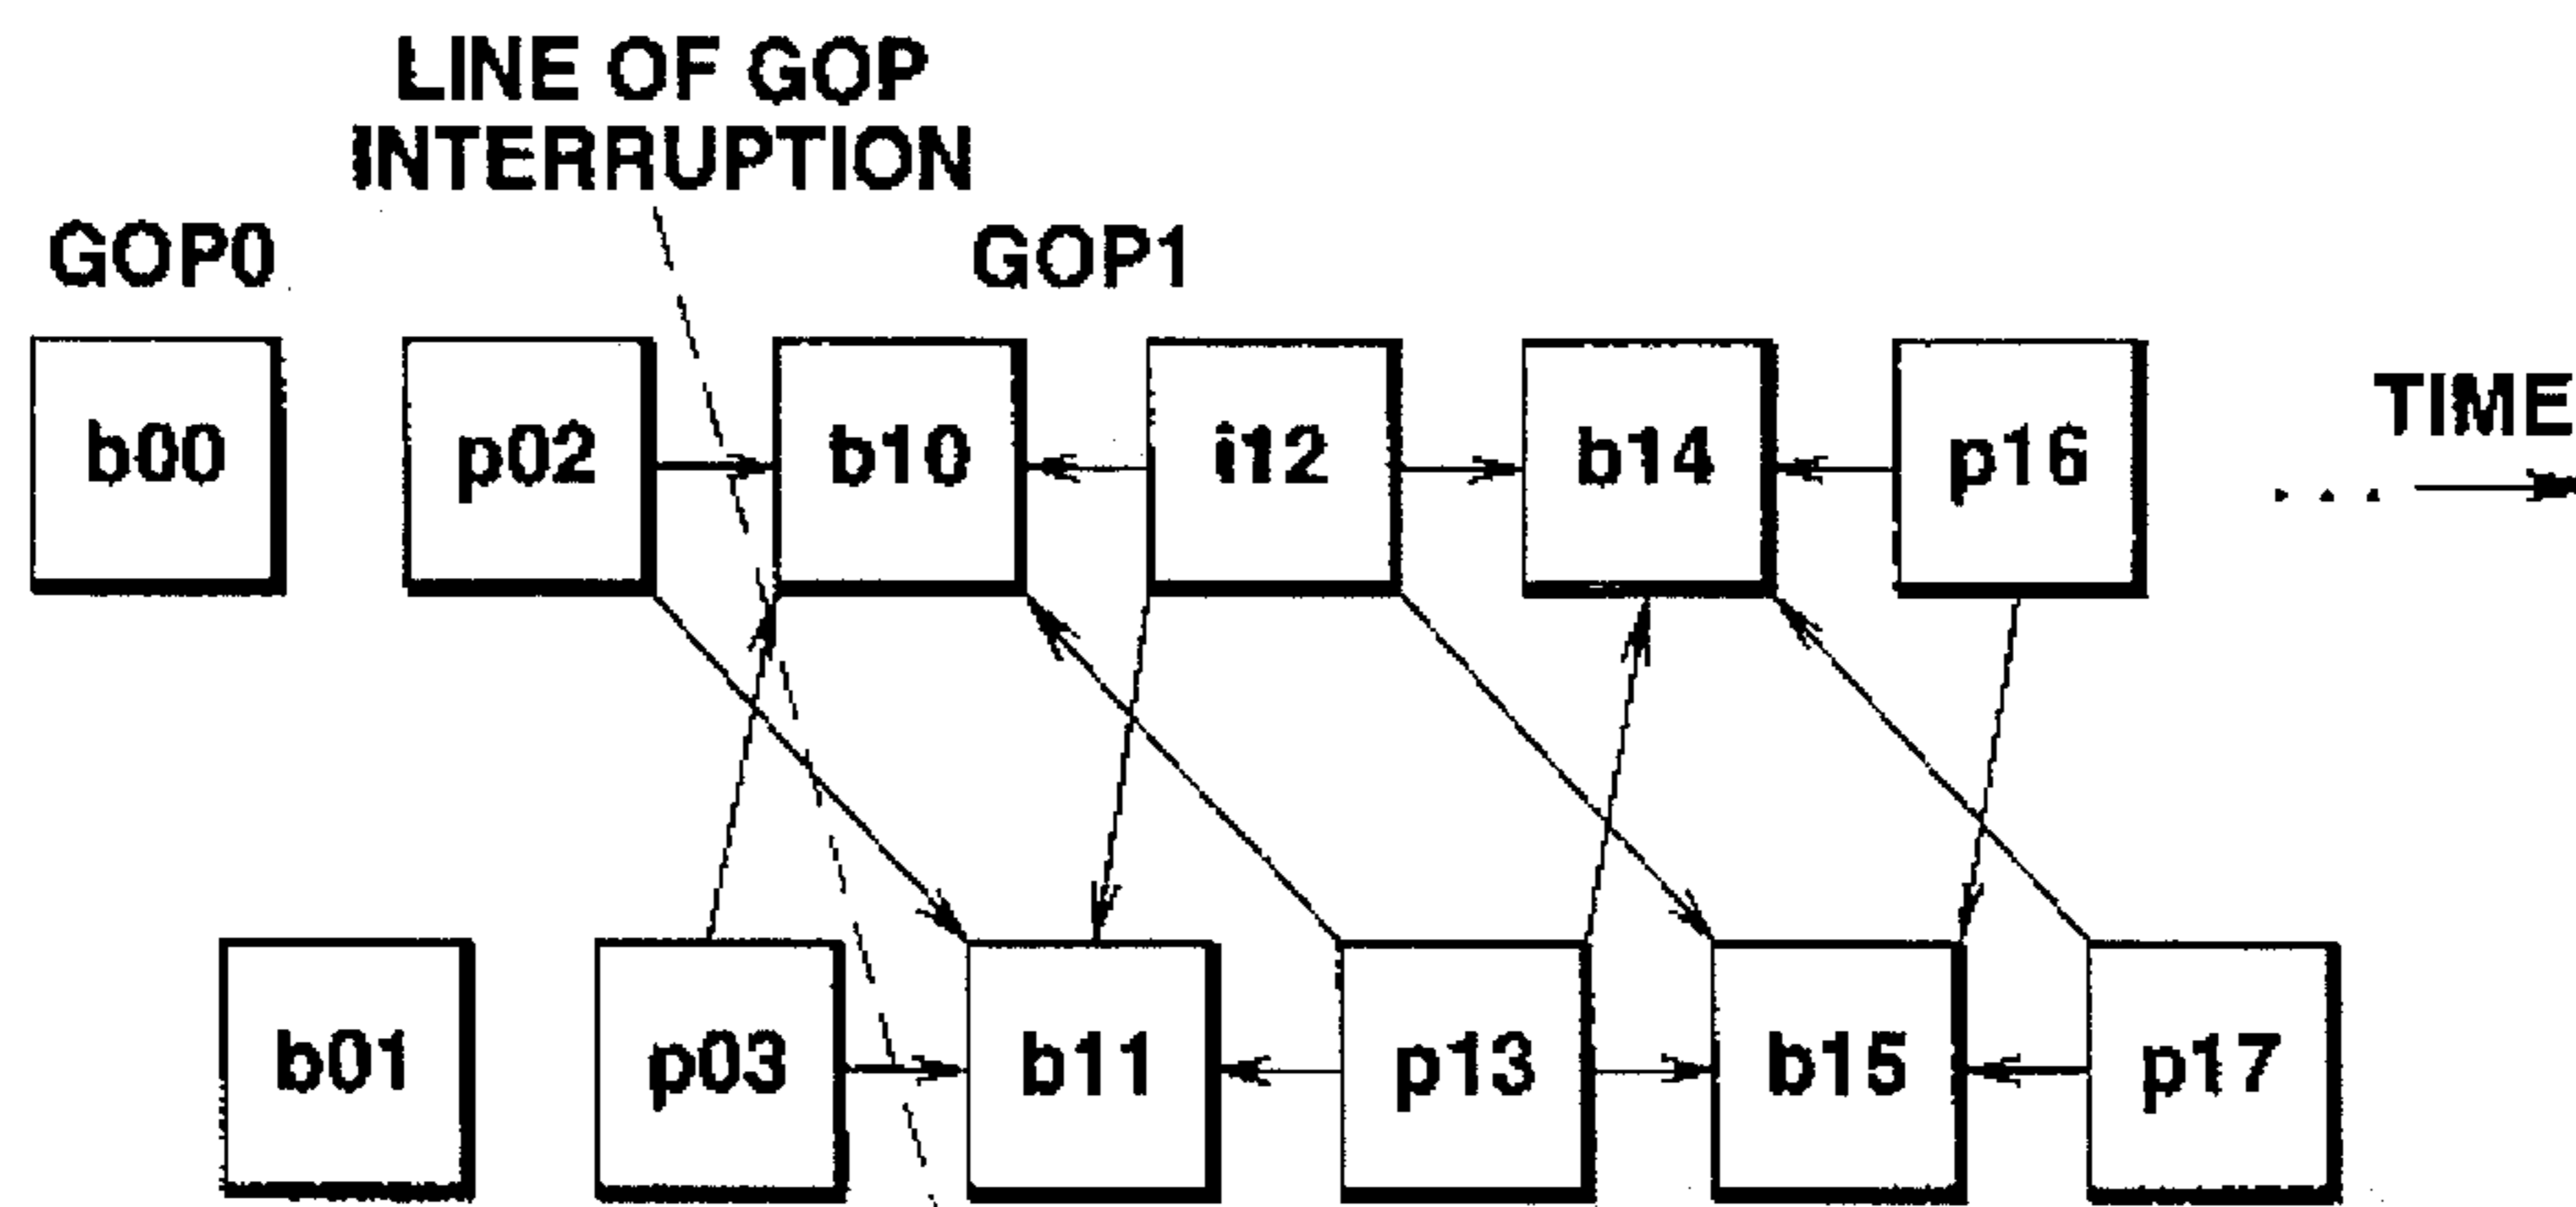 LINE OF GOP
INTERRUPTION
GOP0
GOP1
b00
p02
b10
i12
b14
p16
TIME
...
b01
p03
b11
p13
b15
p17